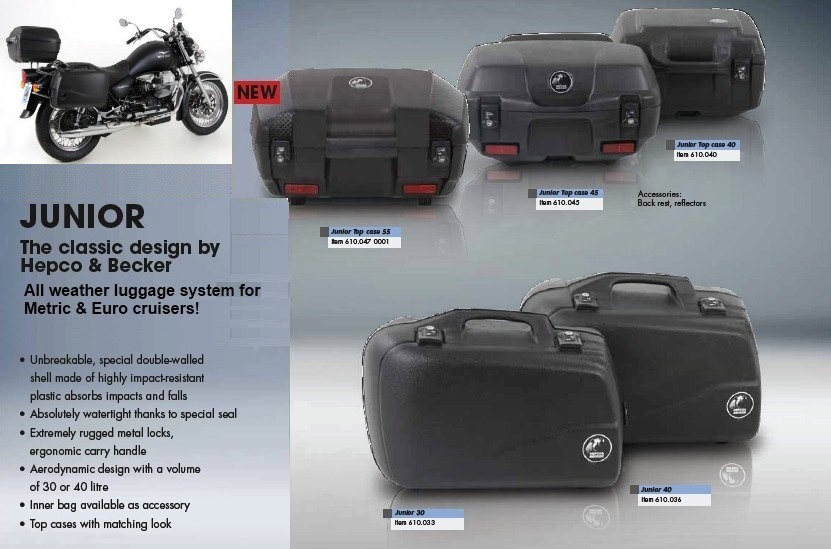 NEW
Junior Top case 40
Item 610.040
Junior Top case 45
Item 610.045
Accessories:
Back rest, reflectors
Junior Top case 55
Item 610.047 0001
JUNIOR
The classic design by
Hepco & Becker
All weather luggage system for
Metric & Euro cruisers!
• Unbreakable, special double-walled
shell made of highly impact-resistant
plastic absorbs impacts and falls
• Absolutely watertight thanks to special seal
• Extremely rugged metal locks,
ergonomic carry handle
• Aerodynamic design with a volume
of 30 or 40 litre
• Inner bag available as accessory
• Top cases with matching look
Junior 40
Item 610.036
Junior 30
Item 610.033